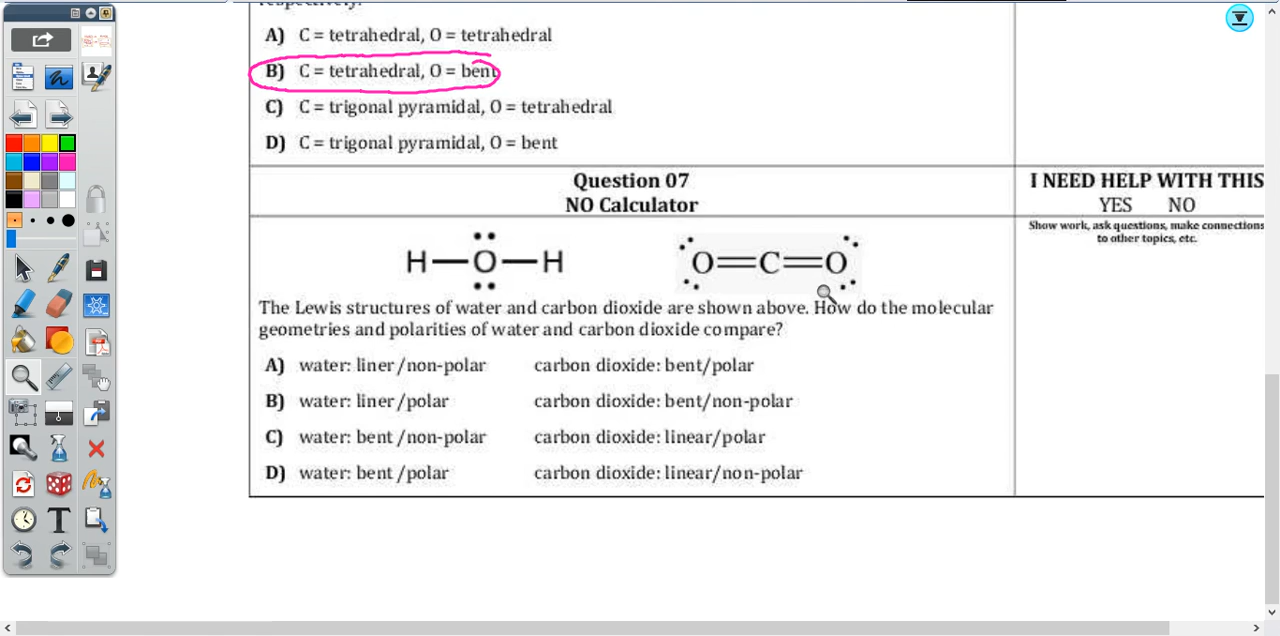 respectively?
A) C = tetrahedral, O = tetrahedral
B) C = tetrahedral, O = bent
C) C = trigonal pyramidal, O = tetrahedral
D) C = trigonal pyramidal, O = bent
Question 07
NO Calculator
I NEED HELP WITH THIS
YES NO
Show work, ask questions, make connections
to other topics, etc.
H—O—H
O=C=O
The Lewis structures of water and carbon dioxide are shown above. How do the molecular
geometries and polarities of water and carbon dioxide compare?
A) water: liner/non-polar carbon dioxide: bent/polar
B) water: liner/polar carbon dioxide: bent/non-polar
C) water: bent/non-polar carbon dioxide: linear/polar
D) water: bent/polar carbon dioxide: linear/non-polar
T